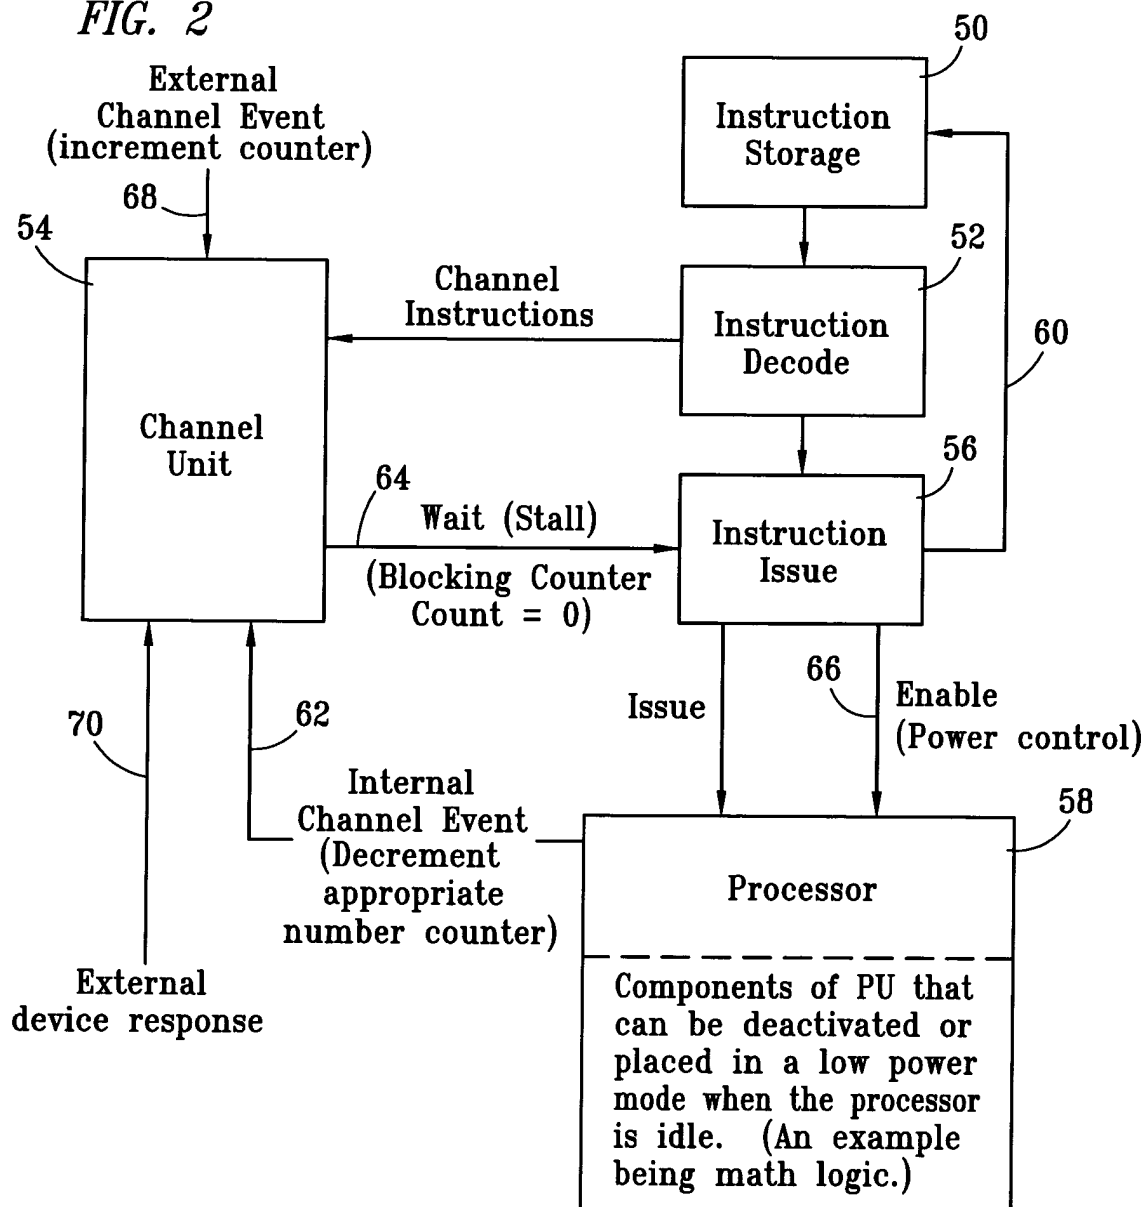 FIG. 2
50
External
Channel Event
(increment counter)
Instruction
Storage
68
54
52
Channel
Instructions
Instruction
Decode
60
Channel
Unit
56
64
Wait (Stall)
Instruction
Issue
(Blocking Counter
Count = 0)
66
Issue
Enable
(Power control)
70
62
Internal
Channel Event
(Decrement
appropriate
number counter)
58
Processor
External
device response
Components of PU that
can be deactivated or
placed in a low power
mode when the processor
is idle. (An example
being math logic.)